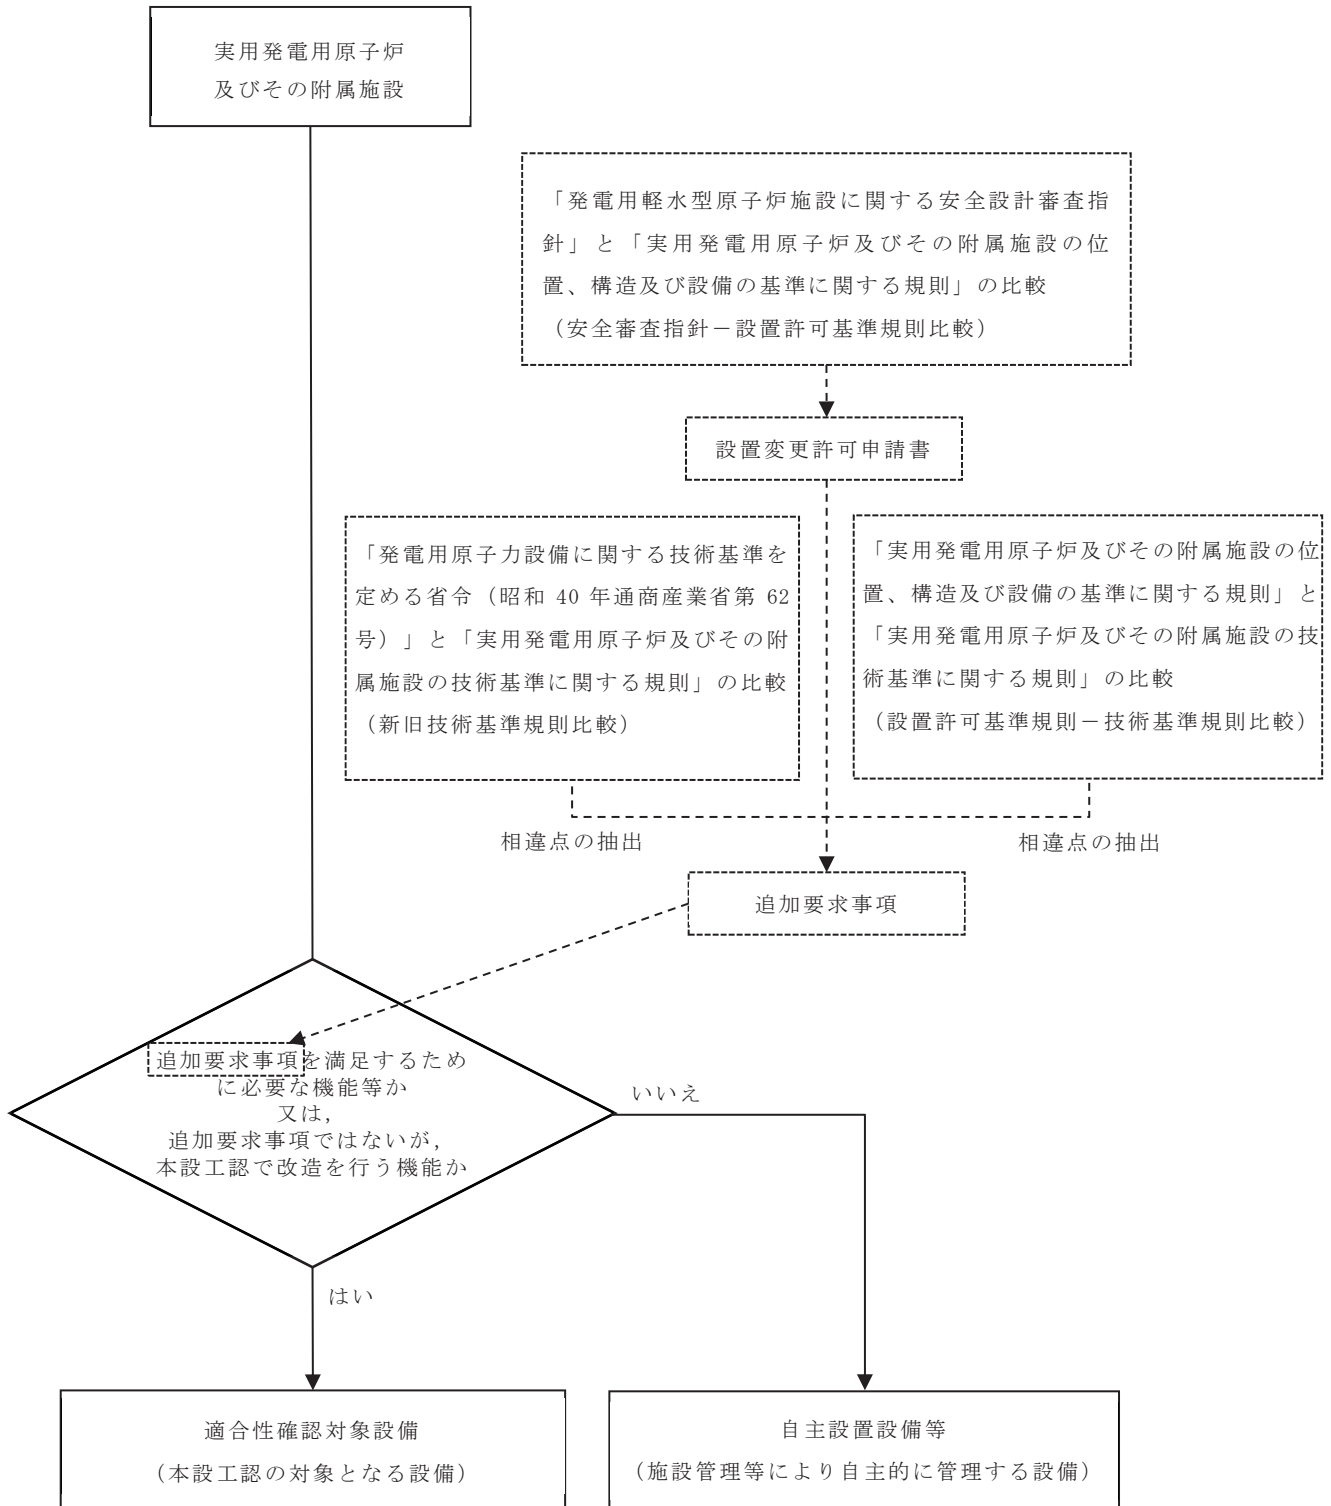 実用発電用原子炉
及びその附属施設
「発電用軽水型原子炉施設に関する安全設計審査指
針」と「実用発電用原子炉及びその附属施設の位
置、構造及び設備の基準に関する規則」の比較
（安全審査指針－設置許可基準規則比較）
設置変更許可申請書
「発電用原子力設備に関する技術基準を
定める省令（昭和 40 年通商産業省第 62
号）」と「実用発電用原子炉及びその附
属施設の技術基準に関する規則」の比較
（新旧技術基準規則比較）
「実用発電用原子炉及びその附属施設の位
置、構造及び設備の基準に関する規則」と
「実用発電用原子炉及びその附属施設の技
術基準に関する規則」の比較
（設置許可基準規則－技術基準規則比較）
相違点の抽出
相違点の抽出
追加要求事項
追加要求事項を満足するため
に必要な機能等か
又は，
追加要求事項ではないが，
本設工認で改造を行う機能か
いいえ
はい
適合性確認対象設備
（本設工認の対象となる設備）
自主設置設備等
（施設管理等により自主的に管理する設備）